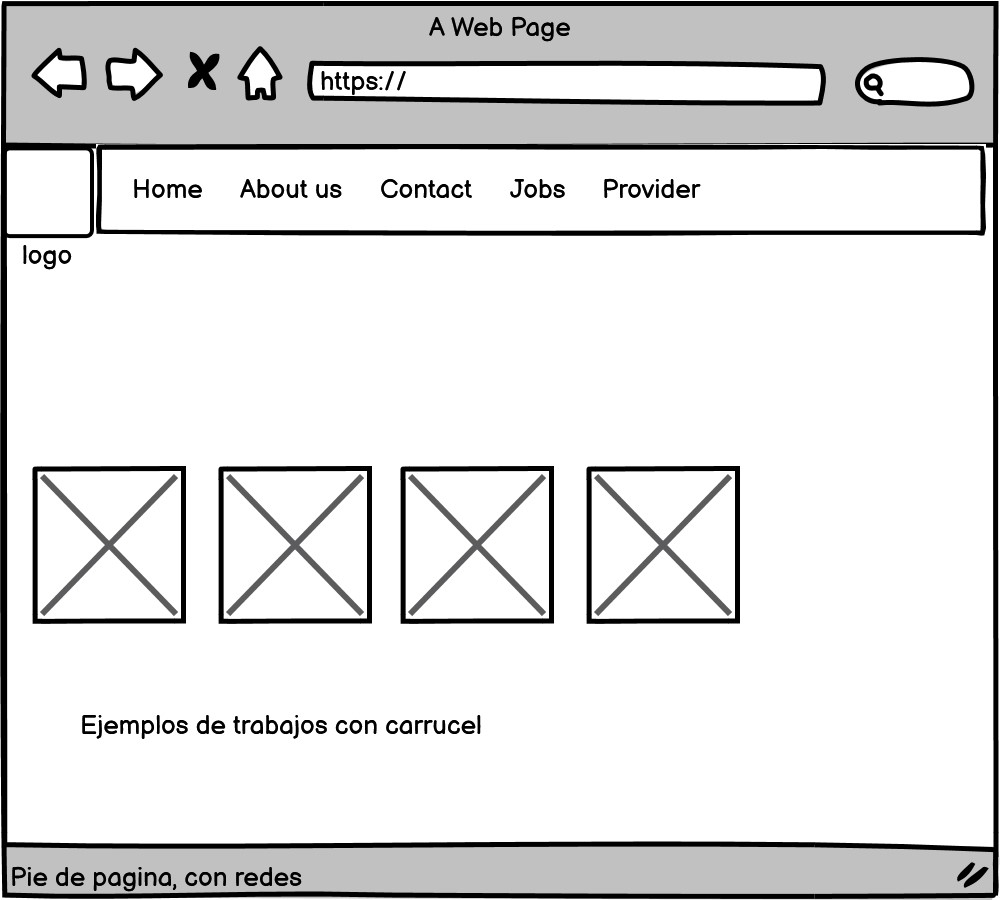 A Web Page
https://
Home About us Contact Jobs Provider
logo
Ejemplos de trabajos con carrucel
Pie de pagina, con redes